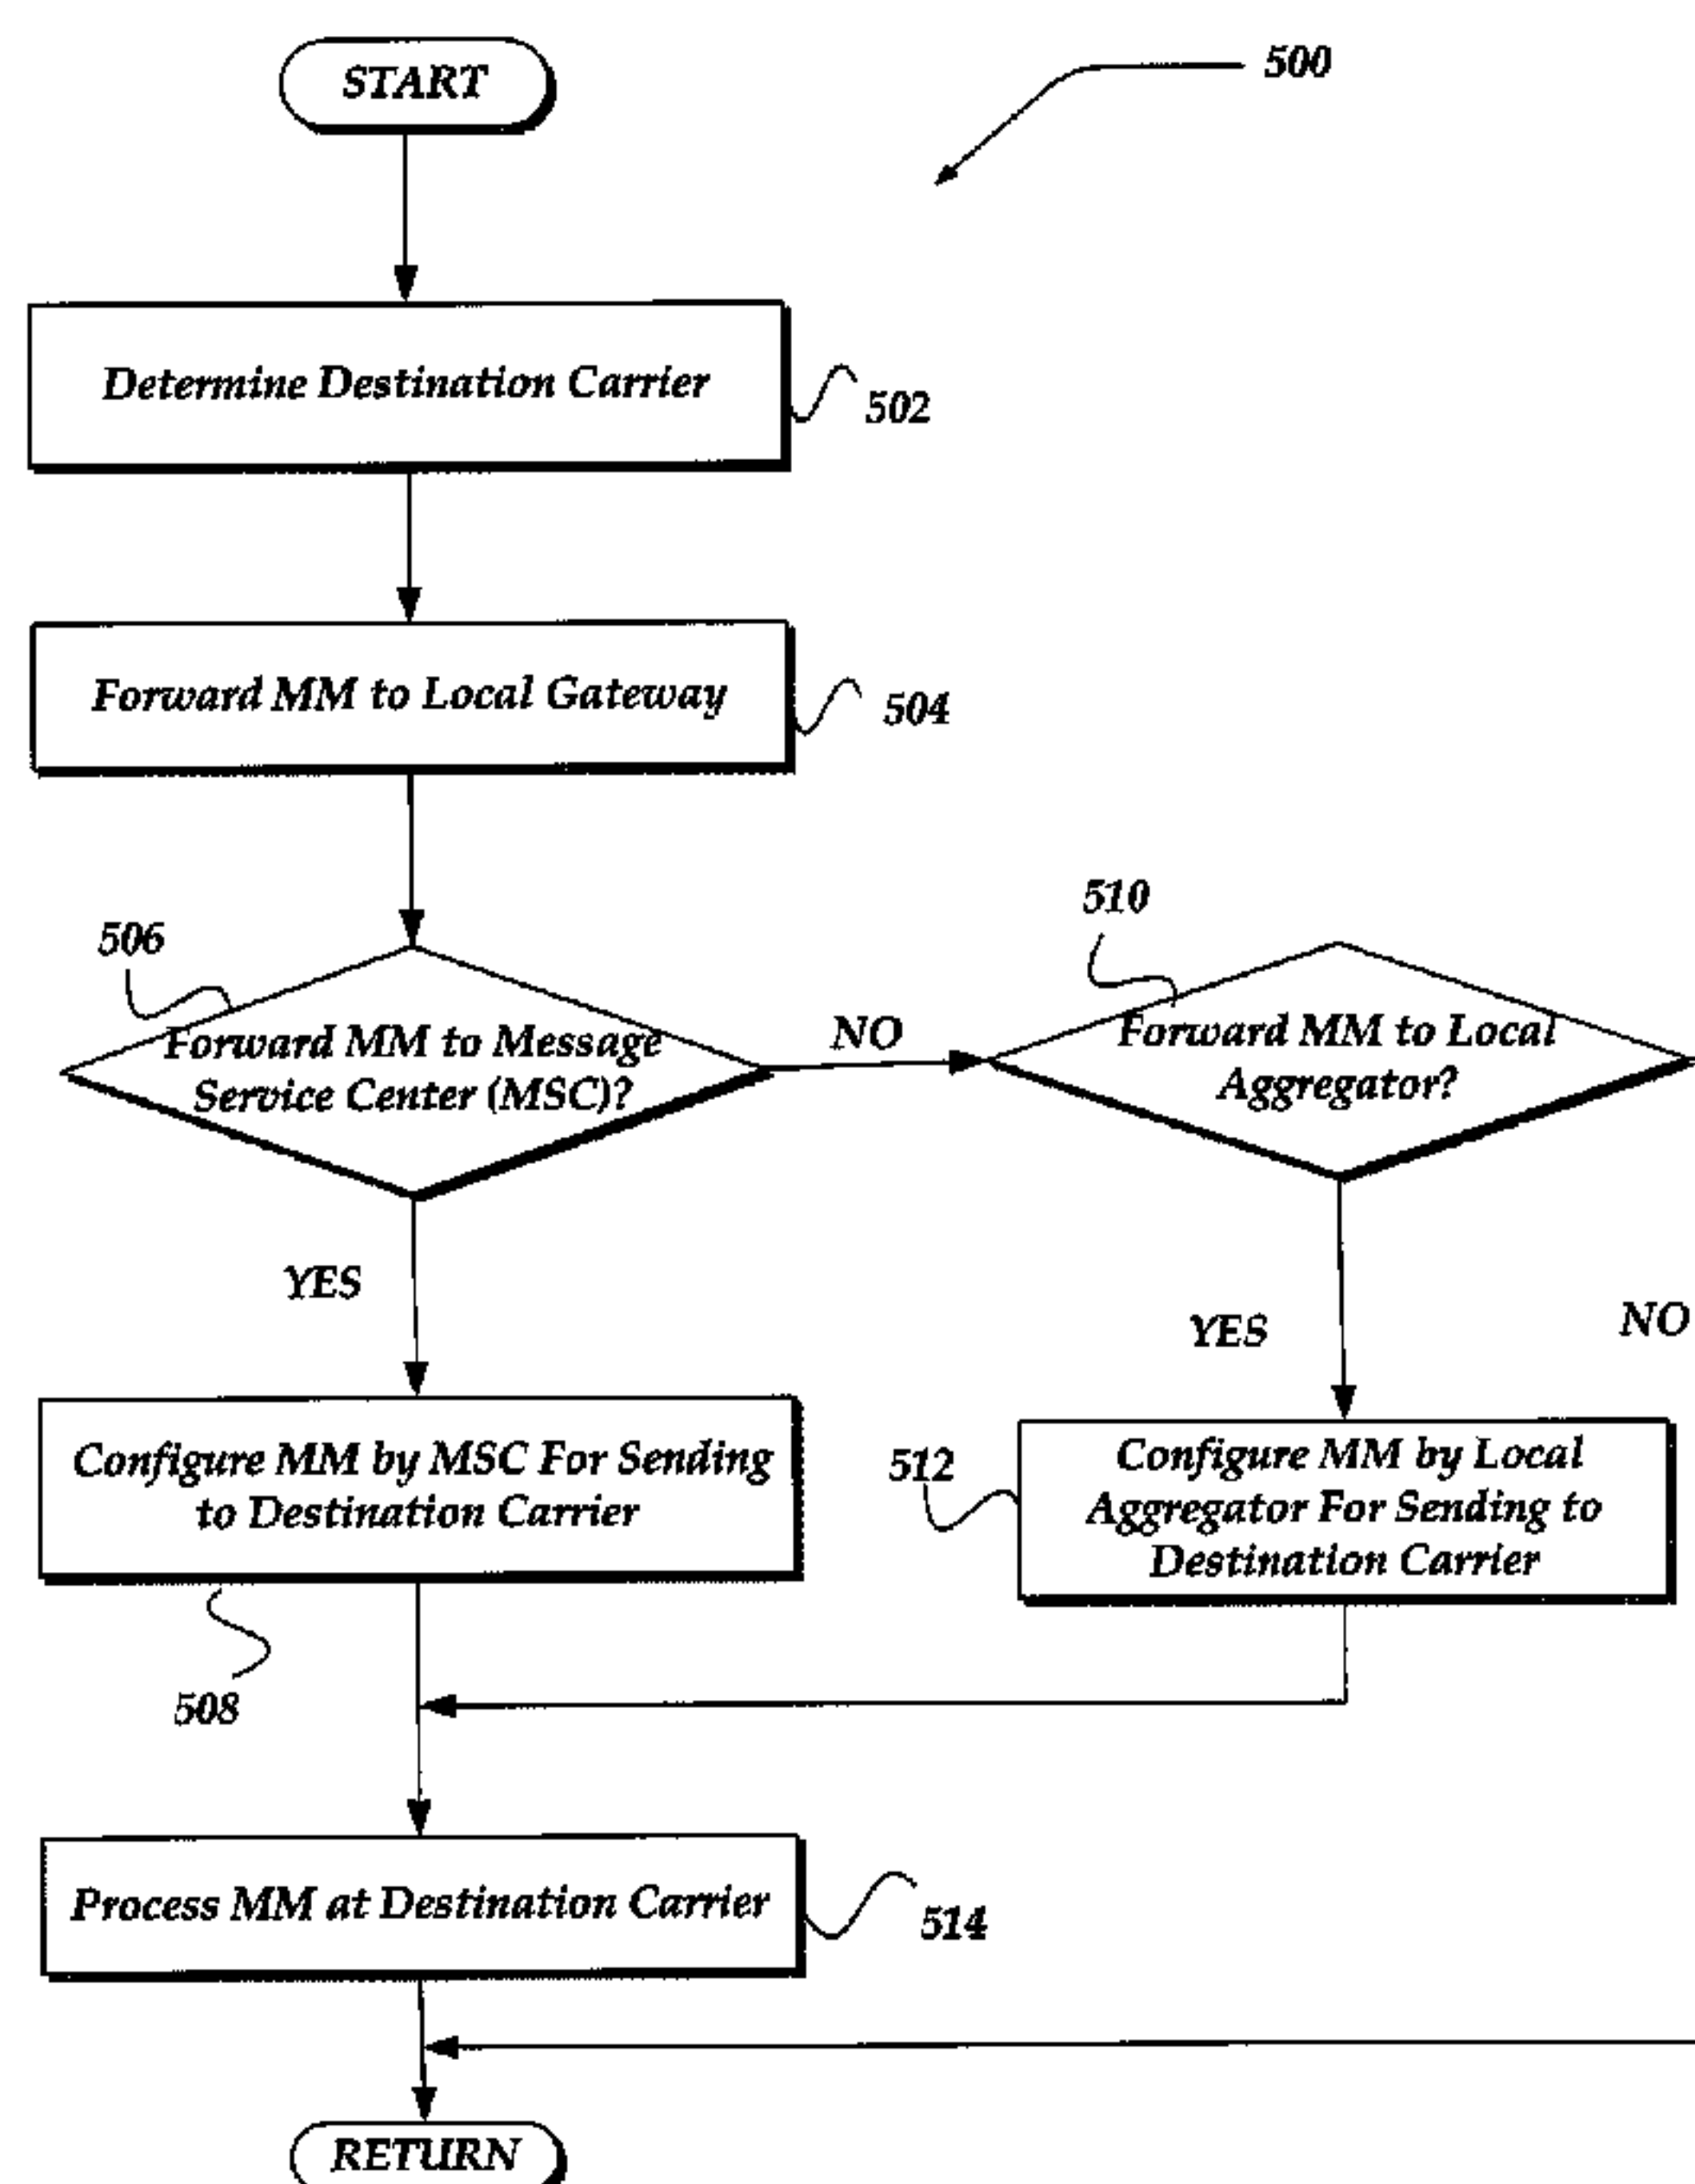 START
500
Determine Destination Carrier
502
Forward MM to Local Gateway
504
506
510
Forward MM to Message
Service Center (MSC)?
NO
Forward MM to Local
Aggregator?
YES
YES
NO
Configure MM by MSC For Sending
to Destination Carrier
508
512
Configure MM by Local
Aggregator For Sending to
Destination Carrier
Process MM at Destination Carrier
514
RETURN